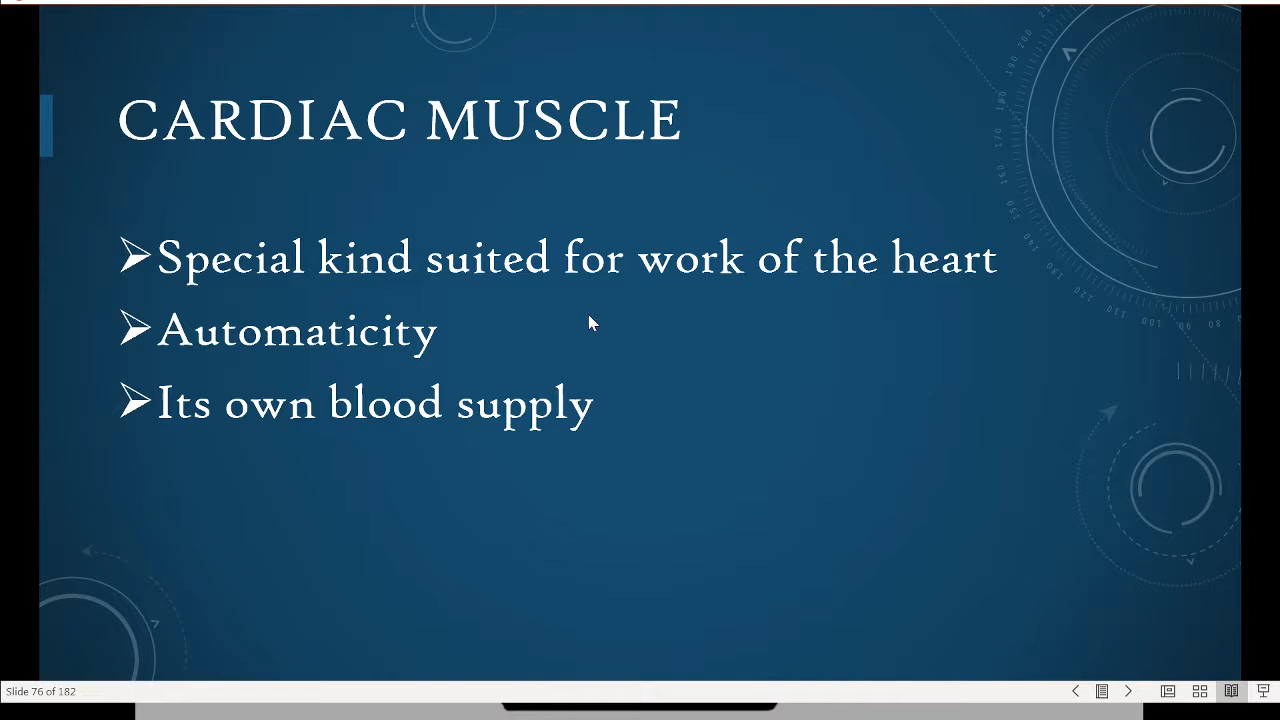 CARDIAC MUSCLE
➢Special kind suited for work of the heart
➢Automaticity
➢Its own blood supply
Slide 76 of 182